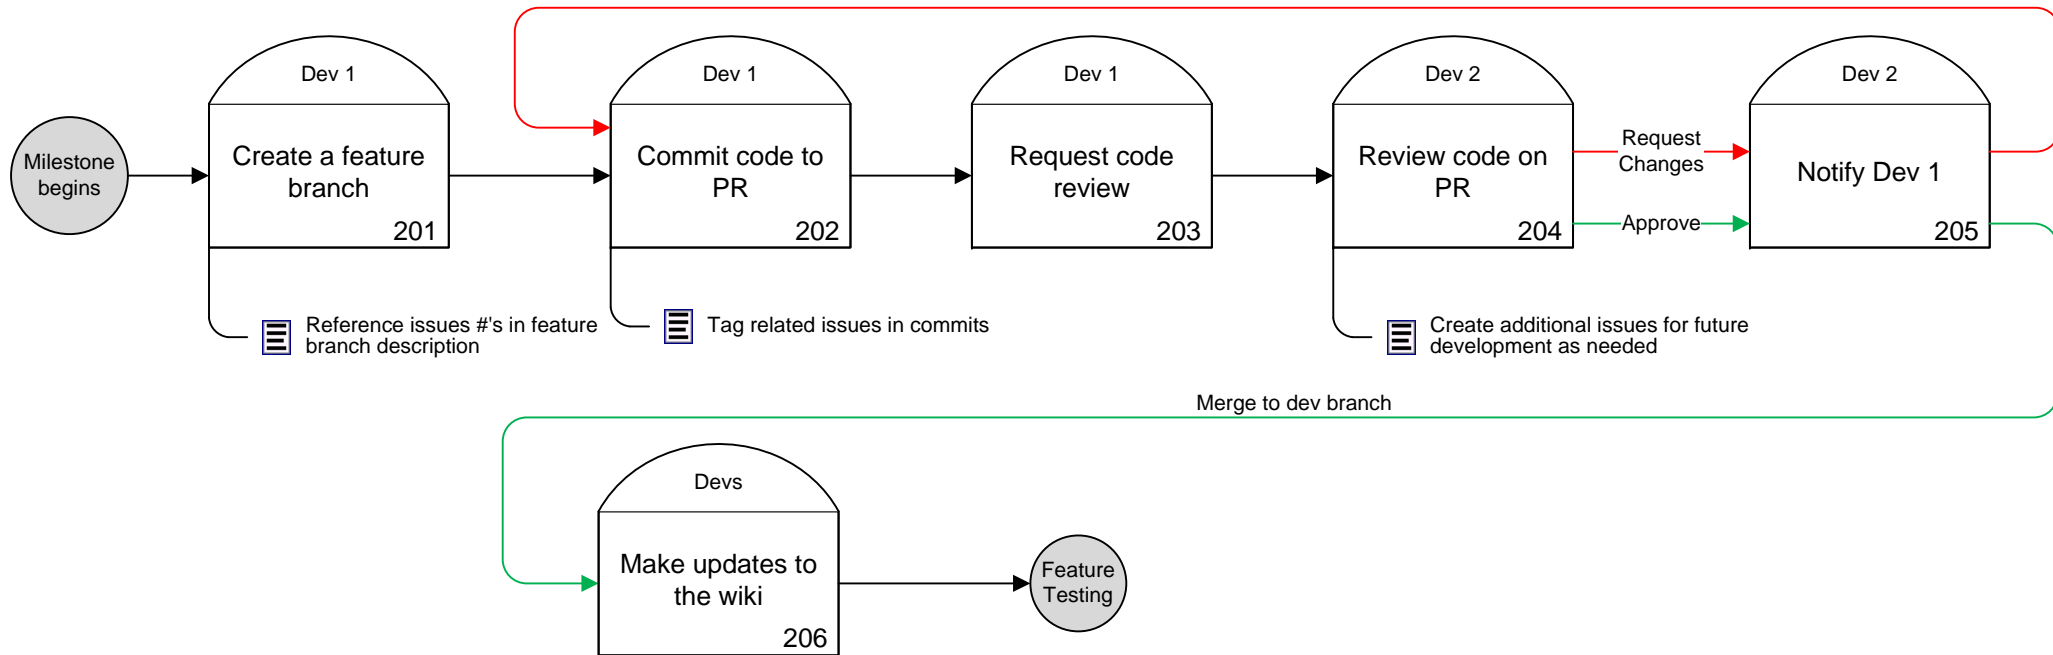 Milestone
begins
Dev 1
Create a feature
branch
201
Reference issues #'s in feature
branch description
Dev 1
Commit code to
PR
202
Tag related issues in commits
Dev 1
Request code
review
203
Dev 2
Review code on
PR
204
Create additional issues for future
development as needed
Request
Changes
Approve
Dev 2
Notify Dev 1
205
Merge to dev branch
Devs
Make updates to
the wiki
206
Feature
Testing